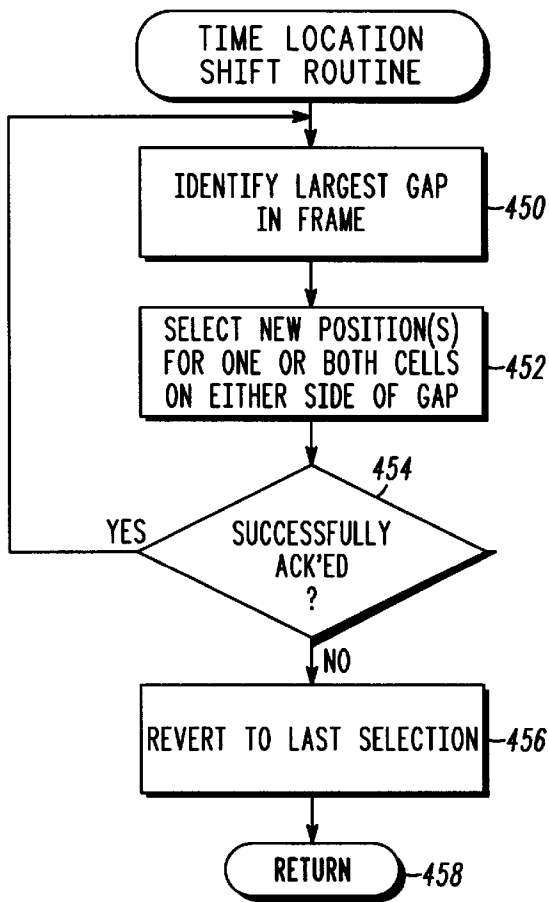 TIME LOCATION
SHIFT ROUTINE
IDENTIFY LARGEST GAP
IN FRAME
450
SELECT NEW POSITION(S)
FOR ONE OR BOTH CELLS
ON EITHER SIDE OF GAP
452
454
YES
SUCCESSFULLY
ACK'ED
?
NO
REVERT TO LAST SELECTION
456
RETURN
458